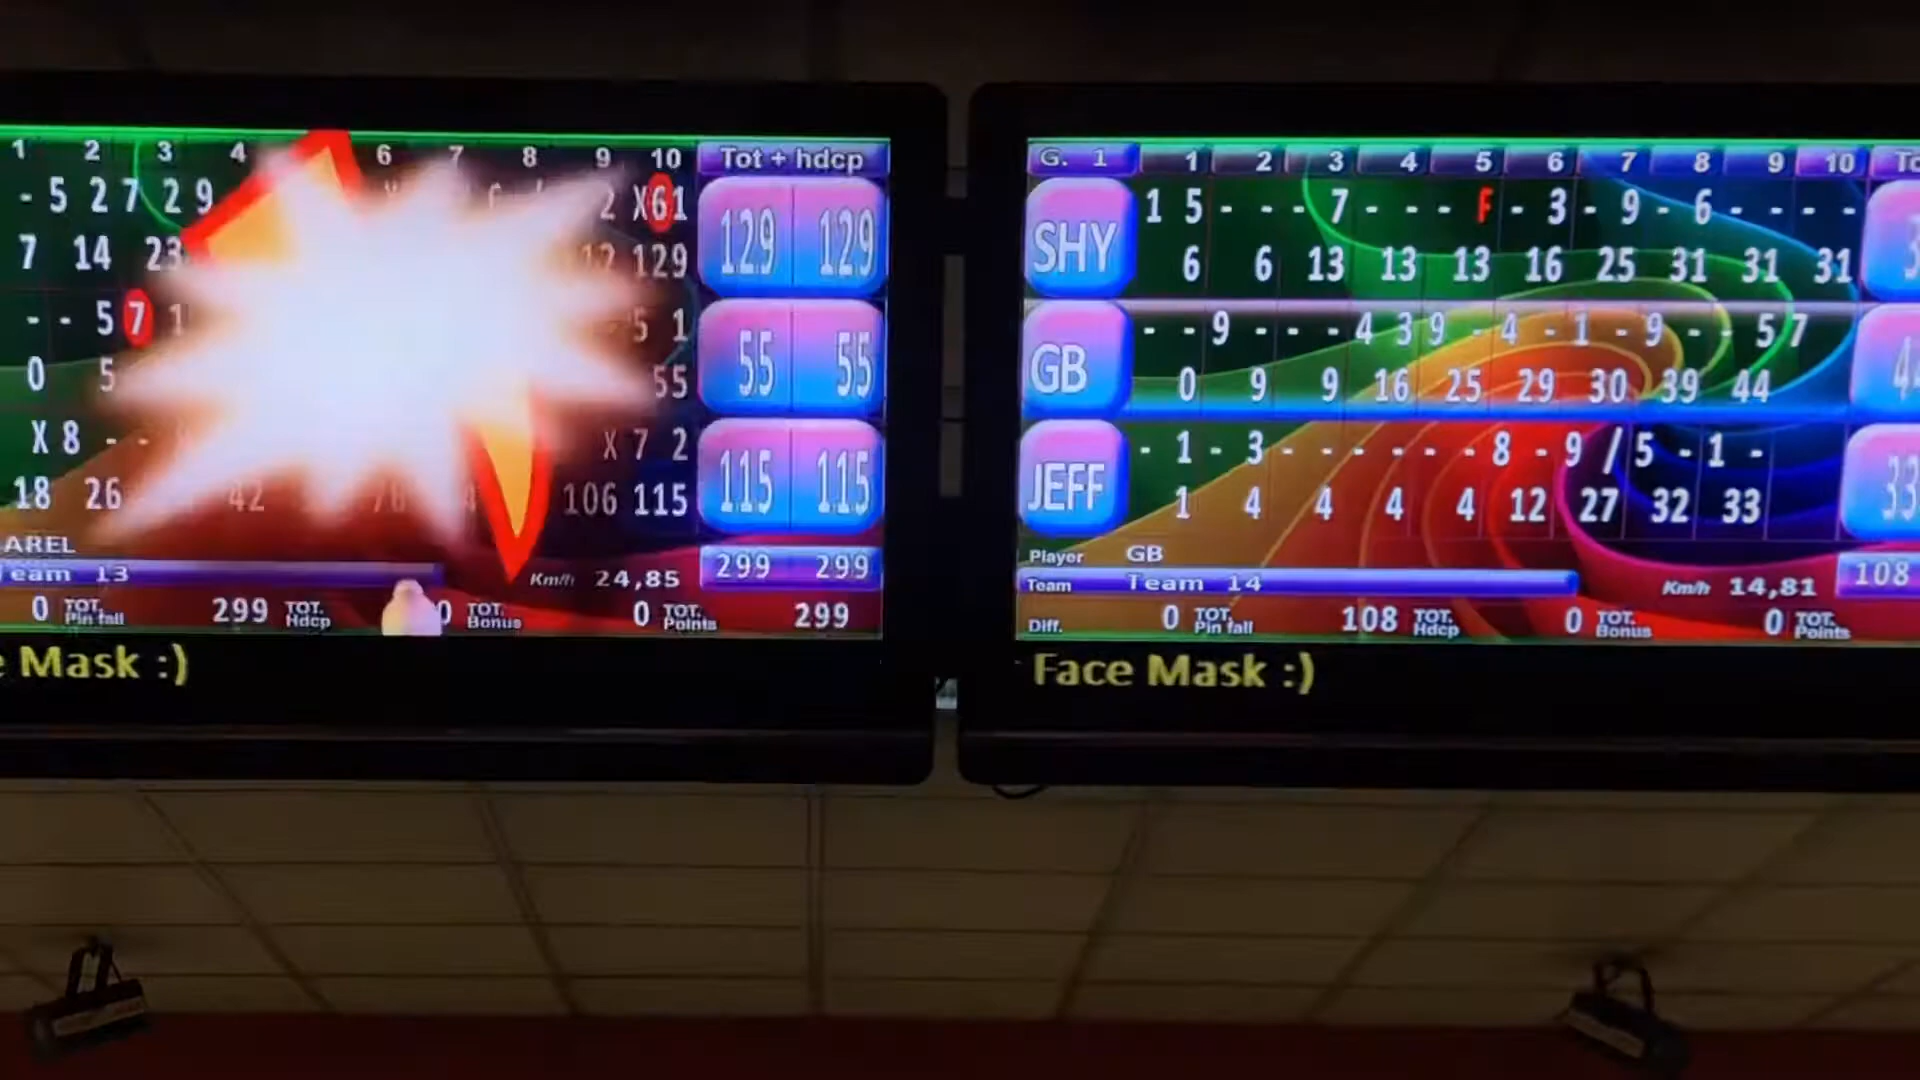 1 2 3 4 6 7 8 9 10 Tot + hdcp
- 5 2 7 2 9 2 X 6 1 129 129
7 14 23 129
- - 5 7 1 5 1 55 55
0 5 55
X 8 - - X 7 2 115 115
18 26 42 106 115
AREL
Team 13 Km/h 24,85 299 299
0 TOT. Pin fall 299 TOT. Hdcp 0 TOT. Bonus 0 TOT. Points 299
Mask :)
G. 1 1 2 3 4 5 6 7 8 9 10
SHY 1 5 - - - 7 - - - F - 3 - 9 - 6 - - - -
6 6 13 13 13 16 25 31 31 31
GB - - 9 - - - 4 3 9 - 4 - 1 - 9 - - 5 7
0 9 9 16 25 29 30 39 44
JEFF - 1 - 3 - - - - - - 8 - 9 / 5 - 1 -
1 4 4 4 4 12 27 32 33 33
Player GB
Team Team 14 Km/h 14,81 108
Diff. 0 TOT. Pin fall 108 TOT. Hdcp 0 TOT. Bonus 0 TOT. Points
Face Mask :)